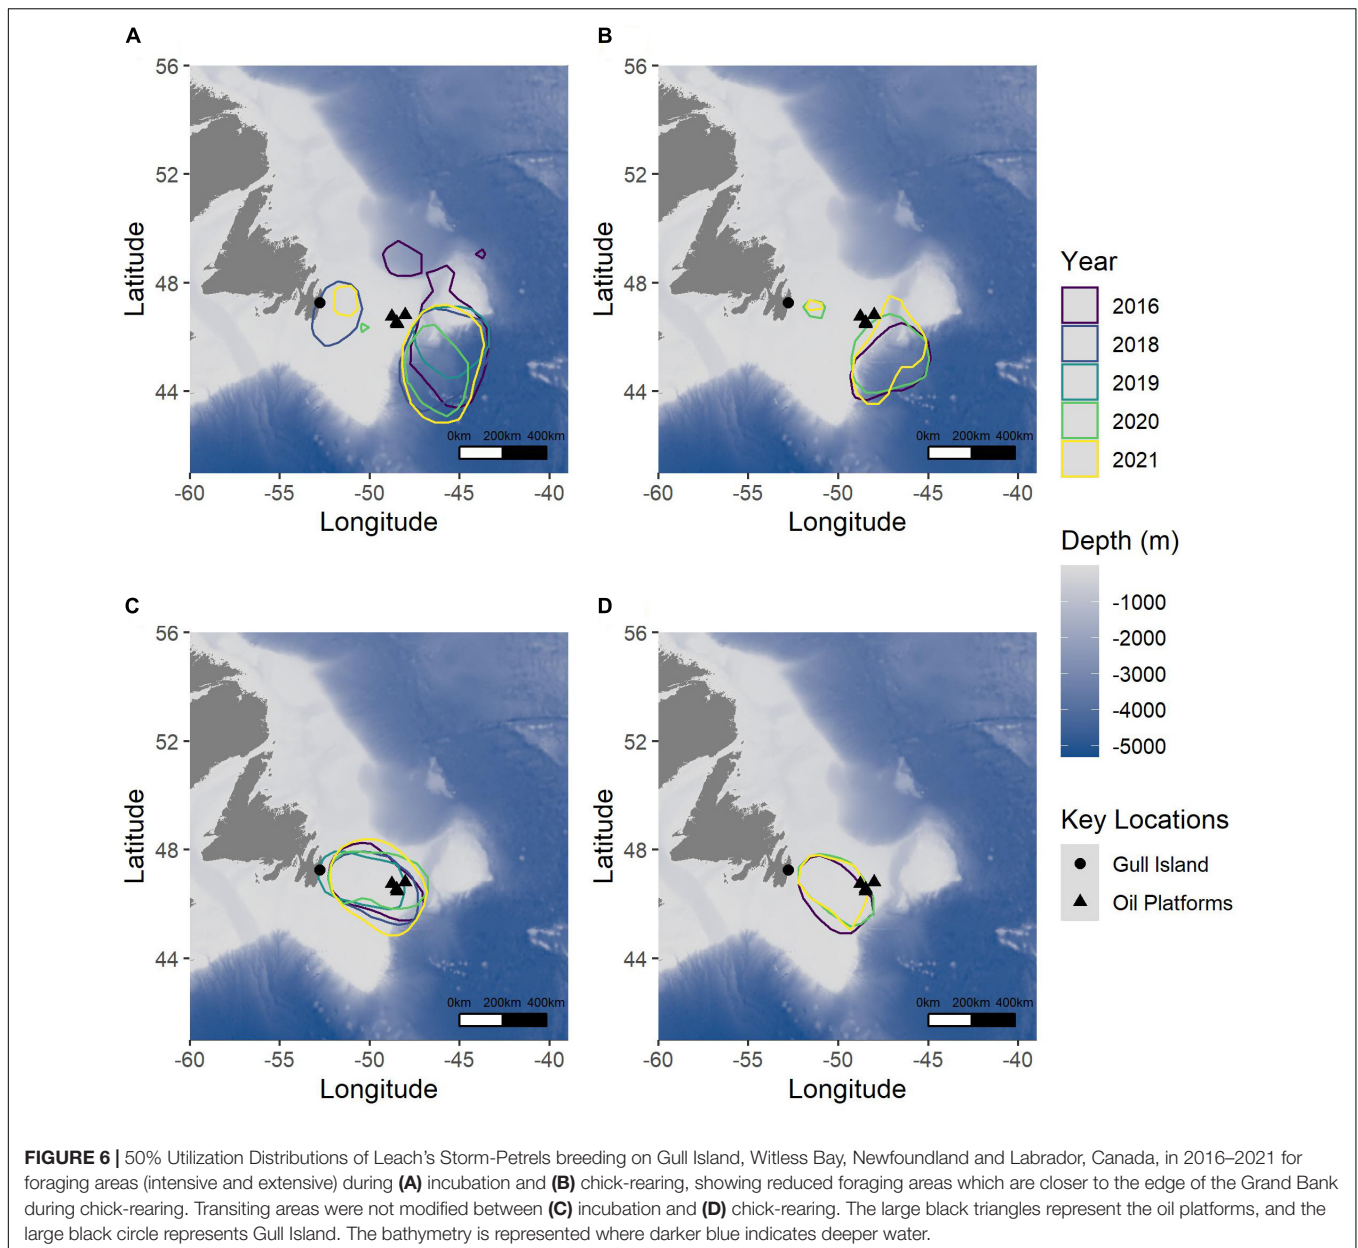 A
B
56
52
48
44
Latitude
-60
-55
-50
-45
-40
Longitude
0km 200km 400km
56
52
48
44
Latitude
-60
-55
-50
-45
-40
Longitude
0km 200km 400km
Year
2016
2018
2019
2020
2021
Depth (m)
-1000
-2000
-3000
-4000
-5000
Key Locations
Gull Island
Oil Platforms
C
D
56
52
48
44
Latitude
-60
-55
-50
-45
-40
Longitude
0km 200km 400km
56
52
48
44
Latitude
-60
-55
-50
-45
-40
Longitude
0km 200km 400km
FIGURE 6 | 50% Utilization Distributions of Leach's Storm-Petrels breeding on Gull Island, Witless Bay, Newfoundland and Labrador, Canada, in 2016–2021 for
foraging areas (intensive and extensive) during (A) incubation and (B) chick-rearing, showing reduced foraging areas which are closer to the edge of the Grand Bank
during chick-rearing. Transiting areas were not modified between (C) incubation and (D) chick-rearing. The large black triangles represent the oil platforms, and the
large black circle represents Gull Island. The bathymetry is represented where darker blue indicates deeper water.